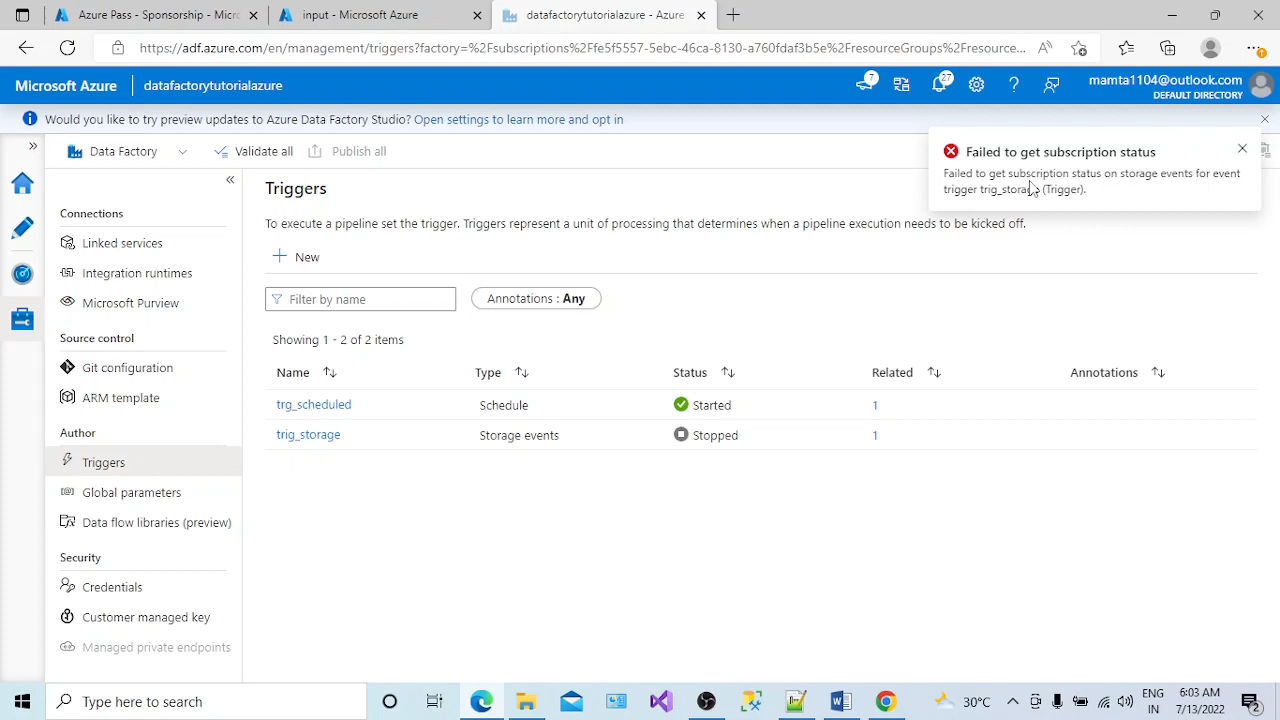 Azure Pass - Sponsorship - Micro
input - Microsoft Azure
datafactorytutorialazure - Azure
https://adf.azure.com/en/management/triggers?factory=%2Fsubscriptions%2Ffe5f5557-5ebc-46ca-8130-a760fdaf3b5e%2FresourceGroups%2Fresource...
Microsoft Azure
datafactorytutorialazure
7
27
mamta1104@outlook.com
DEFAULT DIRECTORY
Would you like to try preview updates to Azure Data Factory Studio? Open settings to learn more and opt in
Data Factory
Validate all
Publish all
Failed to get subscription status
Failed to get subscription status on storage events for event
trigger trig_storage (Trigger).
Connections
Linked services
Integration runtimes
Microsoft Purview
Source control
Git configuration
ARM template
Author
Triggers
Global parameters
Data flow libraries (preview)
Security
Credentials
Customer managed key
Managed private endpoints
Triggers
To execute a pipeline set the trigger. Triggers represent a unit of processing that determines when a pipeline execution needs to be kicked off.
New
Filter by name
Annotations : Any
Showing 1 - 2 of 2 items
Name Type Status Related Annotations
trg_scheduled Schedule Started 1
trig_storage Storage events Stopped 1
Type here to search
30°C
ENG
IN
6:03 AM
7/13/2022
2